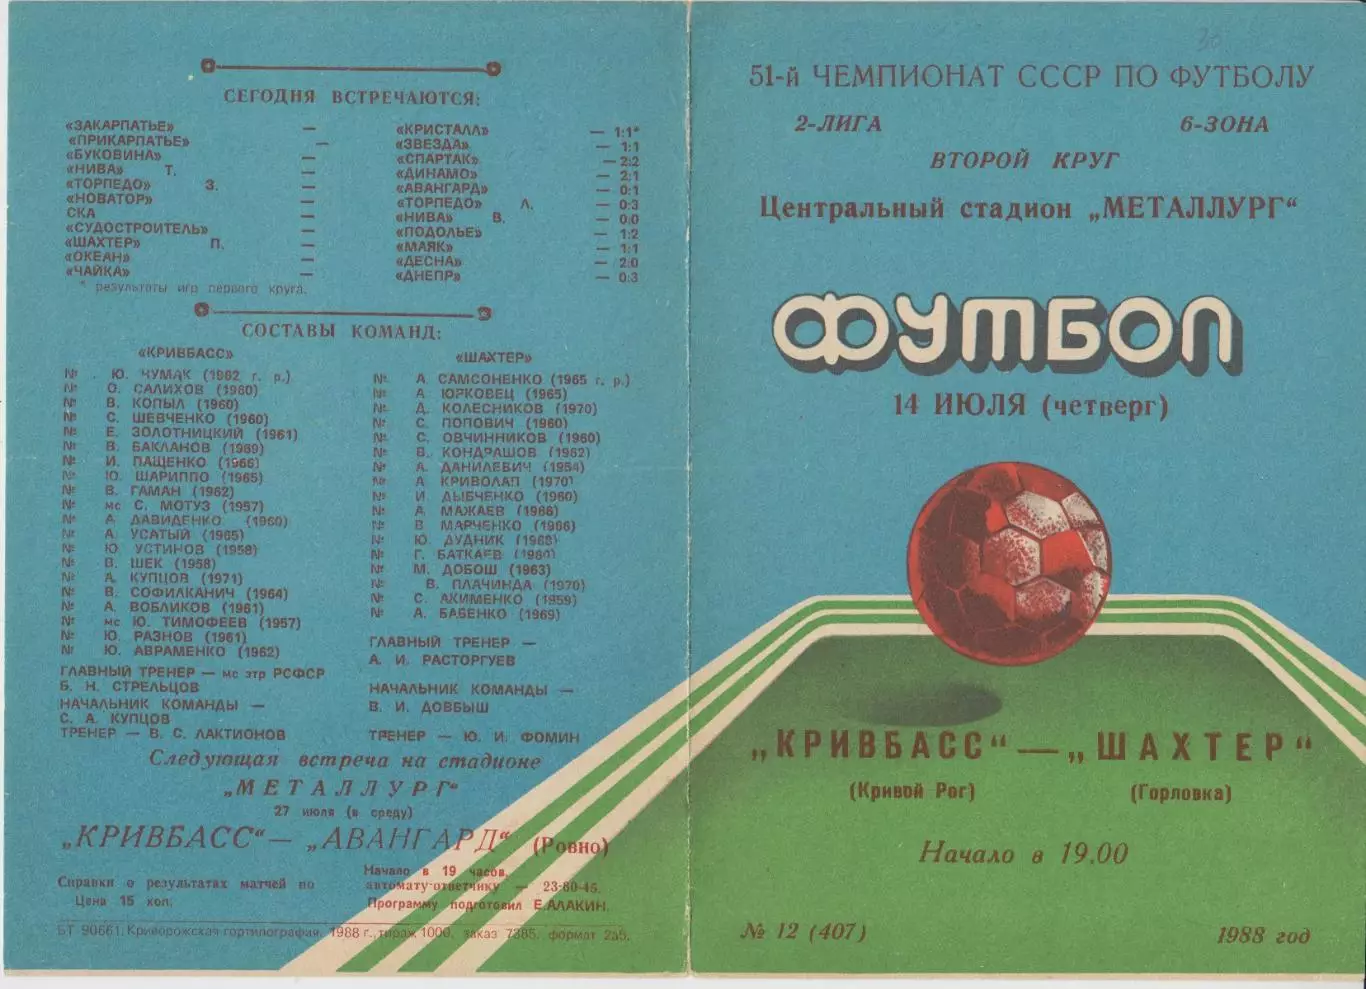 СЕГОДНЯ ВСТРЕЧАЮТСЯ:
«ЗАКАРПАТЬЕ» — «КРИСТАЛЛ» — 1:1*
«ПРИКАРПАТЬЕ» — «ЗВЕЗДА» — 1:1
«БУКОВИНА» — «СПАРТАК» — 2:2
«НИВА» Т. — «ДИНАМО» — 2:1
«ТОРПЕДО» З. — «АВАНГАРД» — 0:1
«НОВАТОР» — «ТОРПЕДО» Л. — 0:3
СКА — «НИВА» В. — 0:0
«СУДОСТРОИТЕЛЬ» — «ПОДОЛЬЕ» — 1:2
«ШАХТЕР» П. — «МАЯК» — 1:1
«ОКЕАН» — «ДЕСНА» — 2:0
«ЧАЙКА» — «ДНЕПР» — 0:3
* результаты игр первого круга.
СОСТАВЫ КОМАНД:
«КРИВБАСС»
№ Ю. ЧУМАК (1962 г. р.)
№ О. САЛИХОВ (1960)
№ В. КОПЫЛ (1960)
№ С. ШЕВЧЕНКО (1960)
№ Е. ЗОЛОТНИЦКИЙ (1961)
№ В. БАКЛАНОВ (1969)
№ И. ПАЩЕНКО (1966)
№ Ю. ШАРИППО (1965)
№ В. ГАМАН (1962)
№ мс С. МОТУЗ (1957)
№ А. ДАВИДЕНКО (1960)
№ А. УСАТЫЙ (1965)
№ Ю. УСТИНОВ (1958)
№ В. ШЕК (1958)
№ А. КУПЦОВ (1971)
№ В. СОФИЛКАНИЧ (1964)
№ А. ВОБЛИКОВ (1961)
№ мс Ю. ТИМОФЕЕВ (1957)
№ Ю. РАЗНОВ (1961)
№ Ю. АВРАМЕНКО (1962)
ГЛАВНЫЙ ТРЕНЕР — мс зтр РСФСР
Б. Н. СТРЕЛЬЦОВ
НАЧАЛЬНИК КОМАНДЫ —
С. А. КУПЦОВ
ТРЕНЕР — В. С. ЛАКТИОНОВ
«ШАХТЕР»
№ А. САМСОНЕНКО (1965 г. р.)
№ А. ЮРКОВЕЦ (1965)
№ Д. КОЛЕСНИКОВ (1970)
№ С. ПОПОВИЧ (1960)
№ С. ОВЧИННИКОВ (1960)
№ В. КОНДРАШОВ (1962)
№ А. ДАНИЛЕВИЧ (1964)
№ А КРИВОЛАП (1970)
№ И. ДЫБЧЕНКО (1960)
№ А. МАЖАЕВ (1966)
№ В МАРЧЕНКО (1966)
№ Ю. ДУДНИК (1968)
№ Г. БАТКАЕВ (1960)
№ М. ДОБОШ (1963)
№ В. ПЛАЧИНДА (1970)
№ С. АКИМЕНКО (1959)
№ А. БАБЕНКО (1969)
ГЛАВНЫЙ ТРЕНЕР —
А. И. РАСТОРГУЕВ
НАЧАЛЬНИК КОМАНДЫ —
В. И. ДОВБЫШ
ТРЕНЕР — Ю. И. ФОМИН
Следующая встреча на стадионе
„МЕТАЛЛУРГ“
27 июля (в среду)
„КРИВБАСС“ — „АВАНГАРД“ (Ровно)
Начало в 19 часов.
Справки о результатах матчей по автомату-ответчику — 23-80-45.
Цена 15 коп. Программу подготовил Е. АЛАКИН.
БТ 90661. Криворожская гортипография. 1988 г., тираж 1000, заказ 7385. формат 2д5.
30
51-й ЧЕМПИОНАТ СССР ПО ФУТБОЛУ
2-ЛИГА 6-ЗОНА
ВТОРОЙ КРУГ
Центральный стадион „МЕТАЛЛУРГ“
ФУТБОЛ
14 ИЮЛЯ (четверг)
„КРИВБАСС“ — „ШАХТЕР“
(Кривой Рог) (Горловка)
Начало в 19.00
№ 12 (407) 1988 год